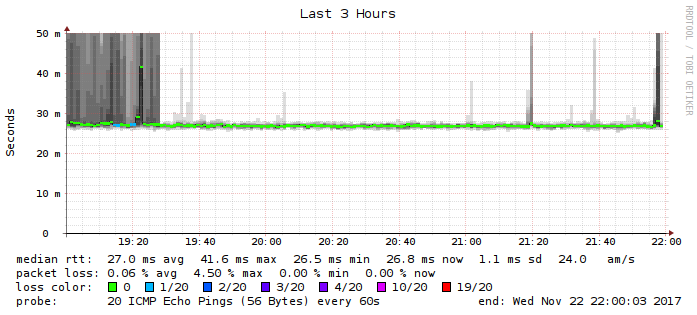 Last 3 Hours
RRDTOOL / TOBI OETIKER
Seconds
50 m
40 m
30 m
20 m
10 m
0
19:20 19:40 20:00 20:20 20:40 21:00 21:20 21:40 22:00
median rtt: 27.0 ms avg 41.6 ms max 26.5 ms min 26.8 ms now 1.1 ms sd 24.0 am/s
packet loss: 0.06 % avg 4.50 % max 0.00 % min 0.00 % now
loss color: 0 1/20 2/20 3/20 4/20 10/20 19/20
probe: 20 ICMP Echo Pings (56 Bytes) every 60s end: Wed Nov 22 22:00:03 2017